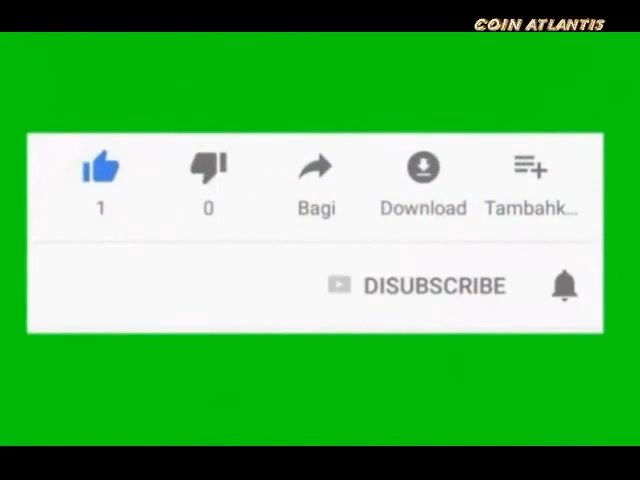 COIN ATLANTIS
1
0
Bagi
Download
Tambahk...
DISUBSCRIBE